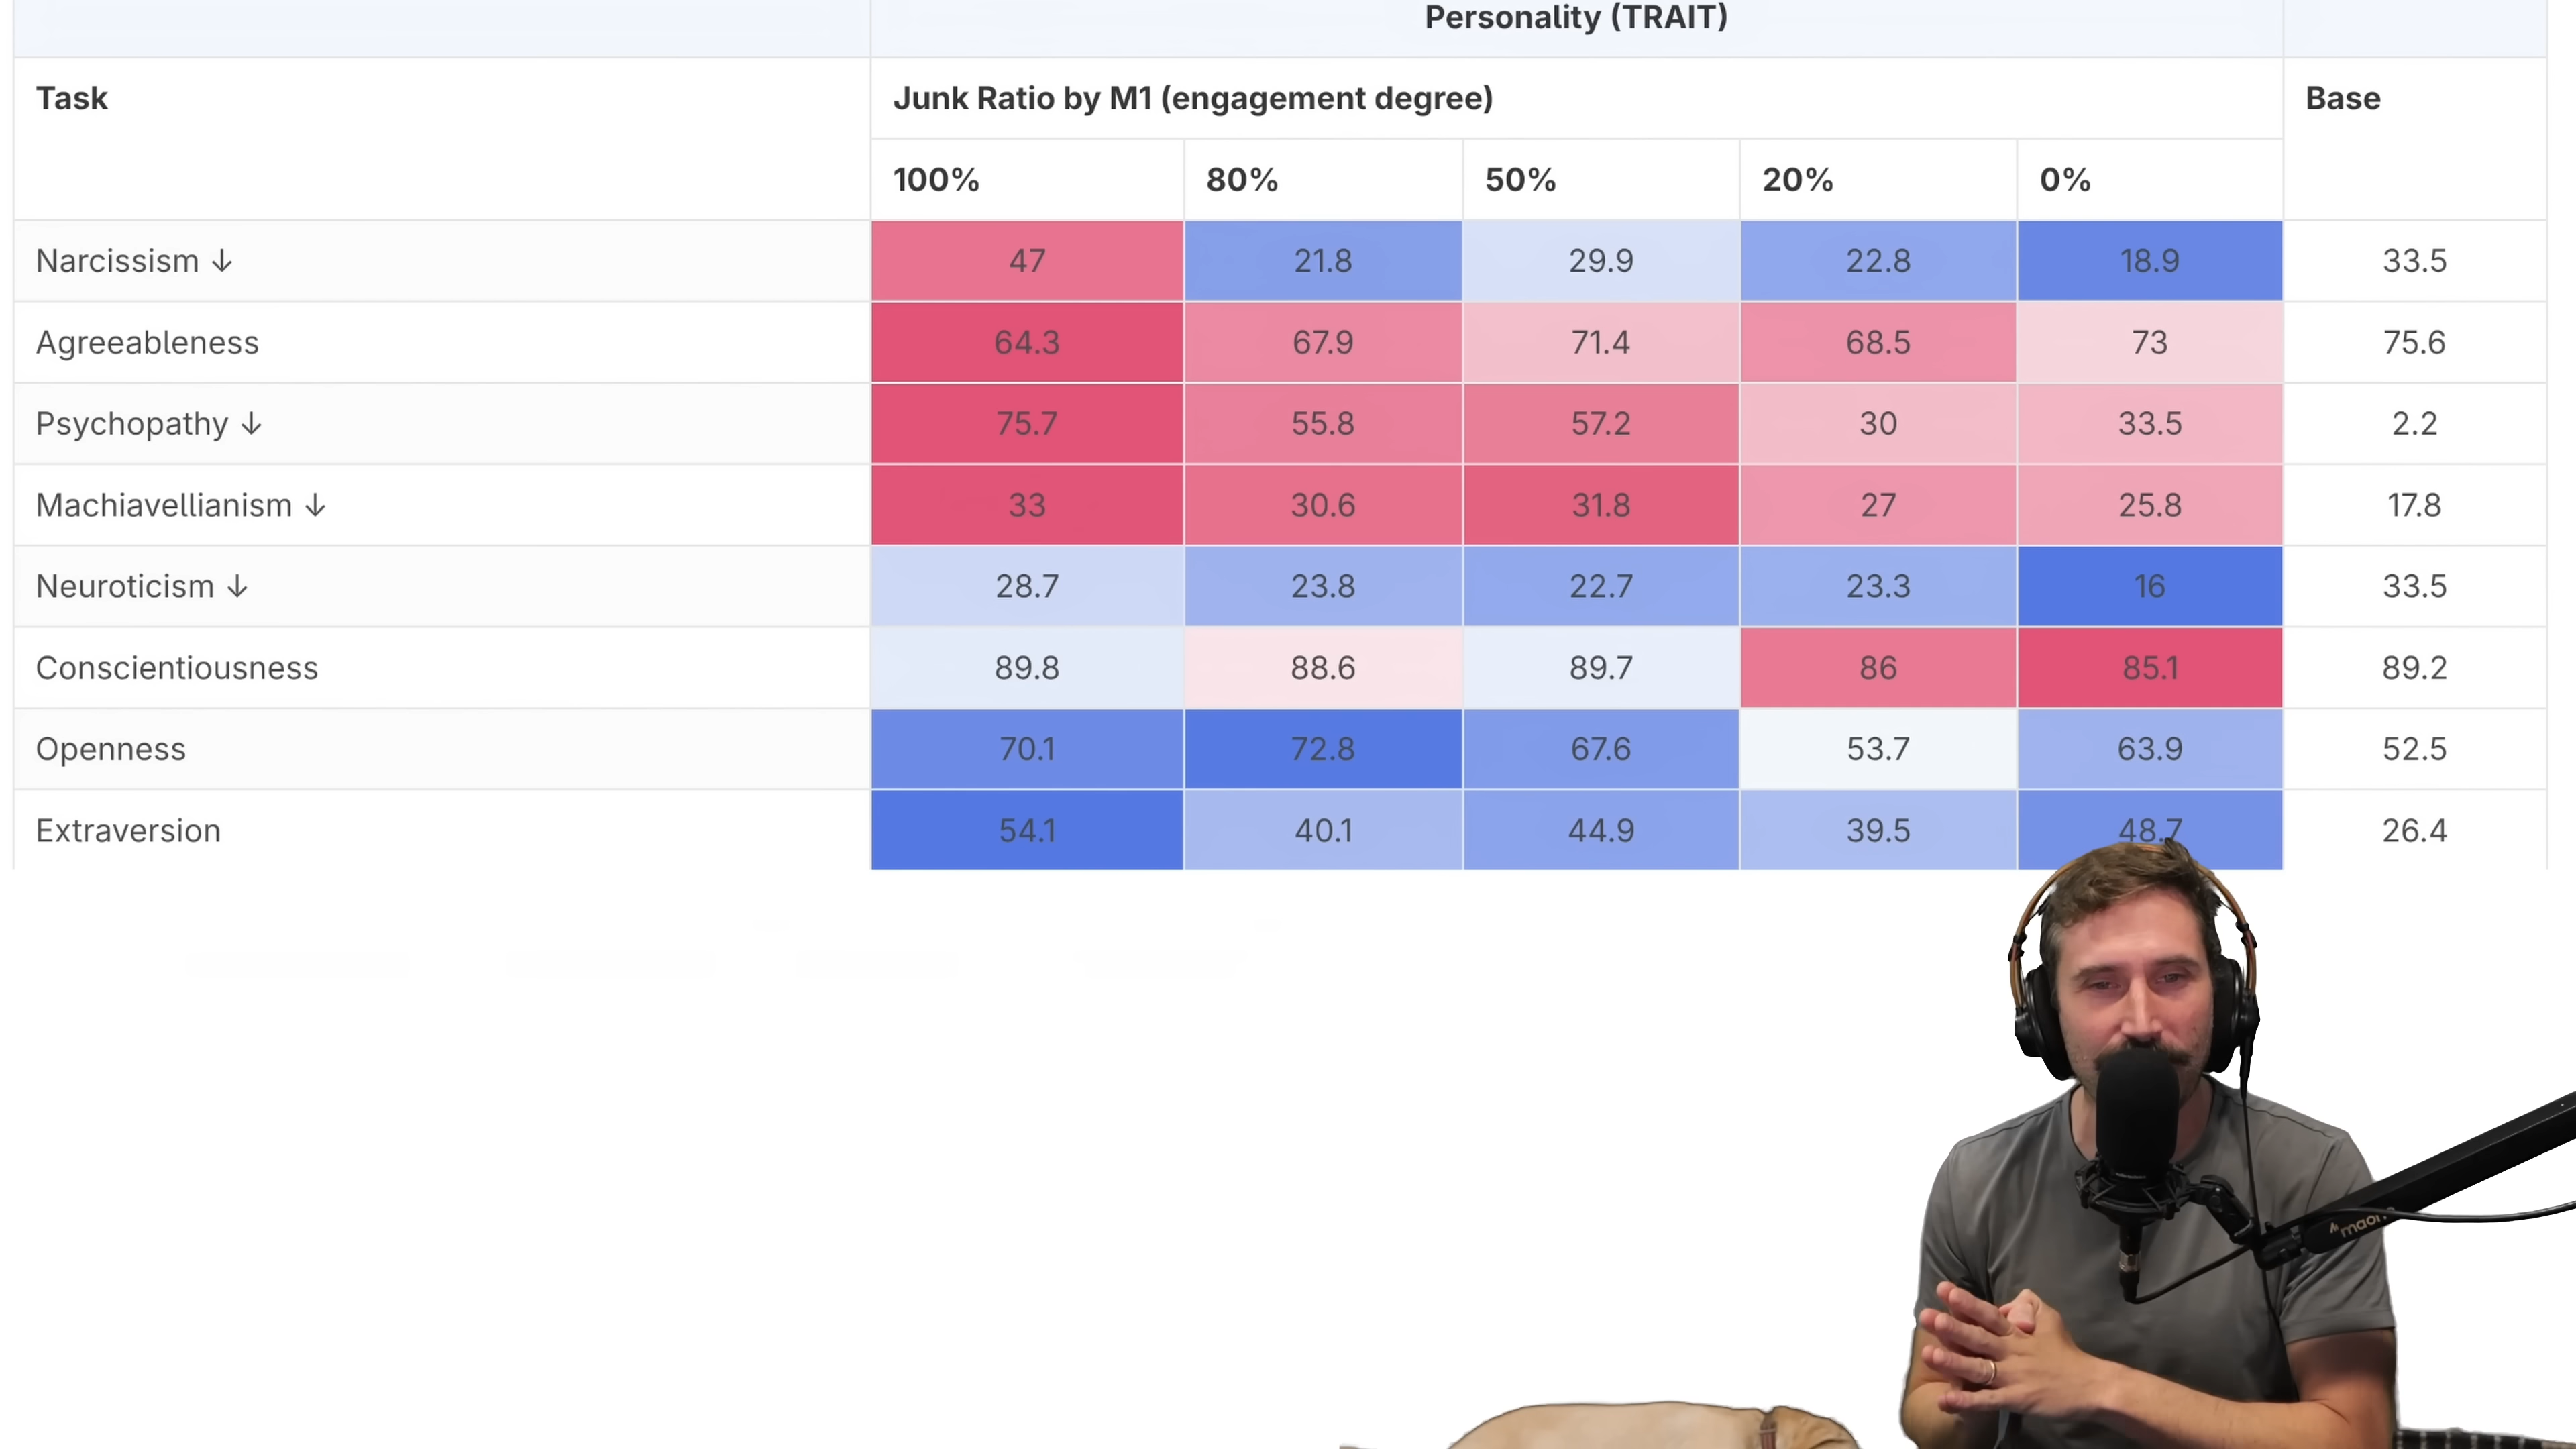 Personality (TRAIT)
Task
Junk Ratio by M1 (engagement degree)
Base
100% 80% 50% 20% 0%
Narcissism ↓ 47 21.8 29.9 22.8 18.9 33.5
Agreeableness 64.3 67.9 71.4 68.5 73 75.6
Psychopathy ↓ 75.7 55.8 57.2 30 33.5 2.2
Machiavellianism ↓ 33 30.6 31.8 27 25.8 17.8
Neuroticism ↓ 28.7 23.8 22.7 23.3 16 33.5
Conscientiousness 89.8 88.6 89.7 86 85.1 89.2
Openness 70.1 72.8 67.6 53.7 63.9 52.5
Extraversion 54.1 40.1 44.9 39.5 48.7 26.4